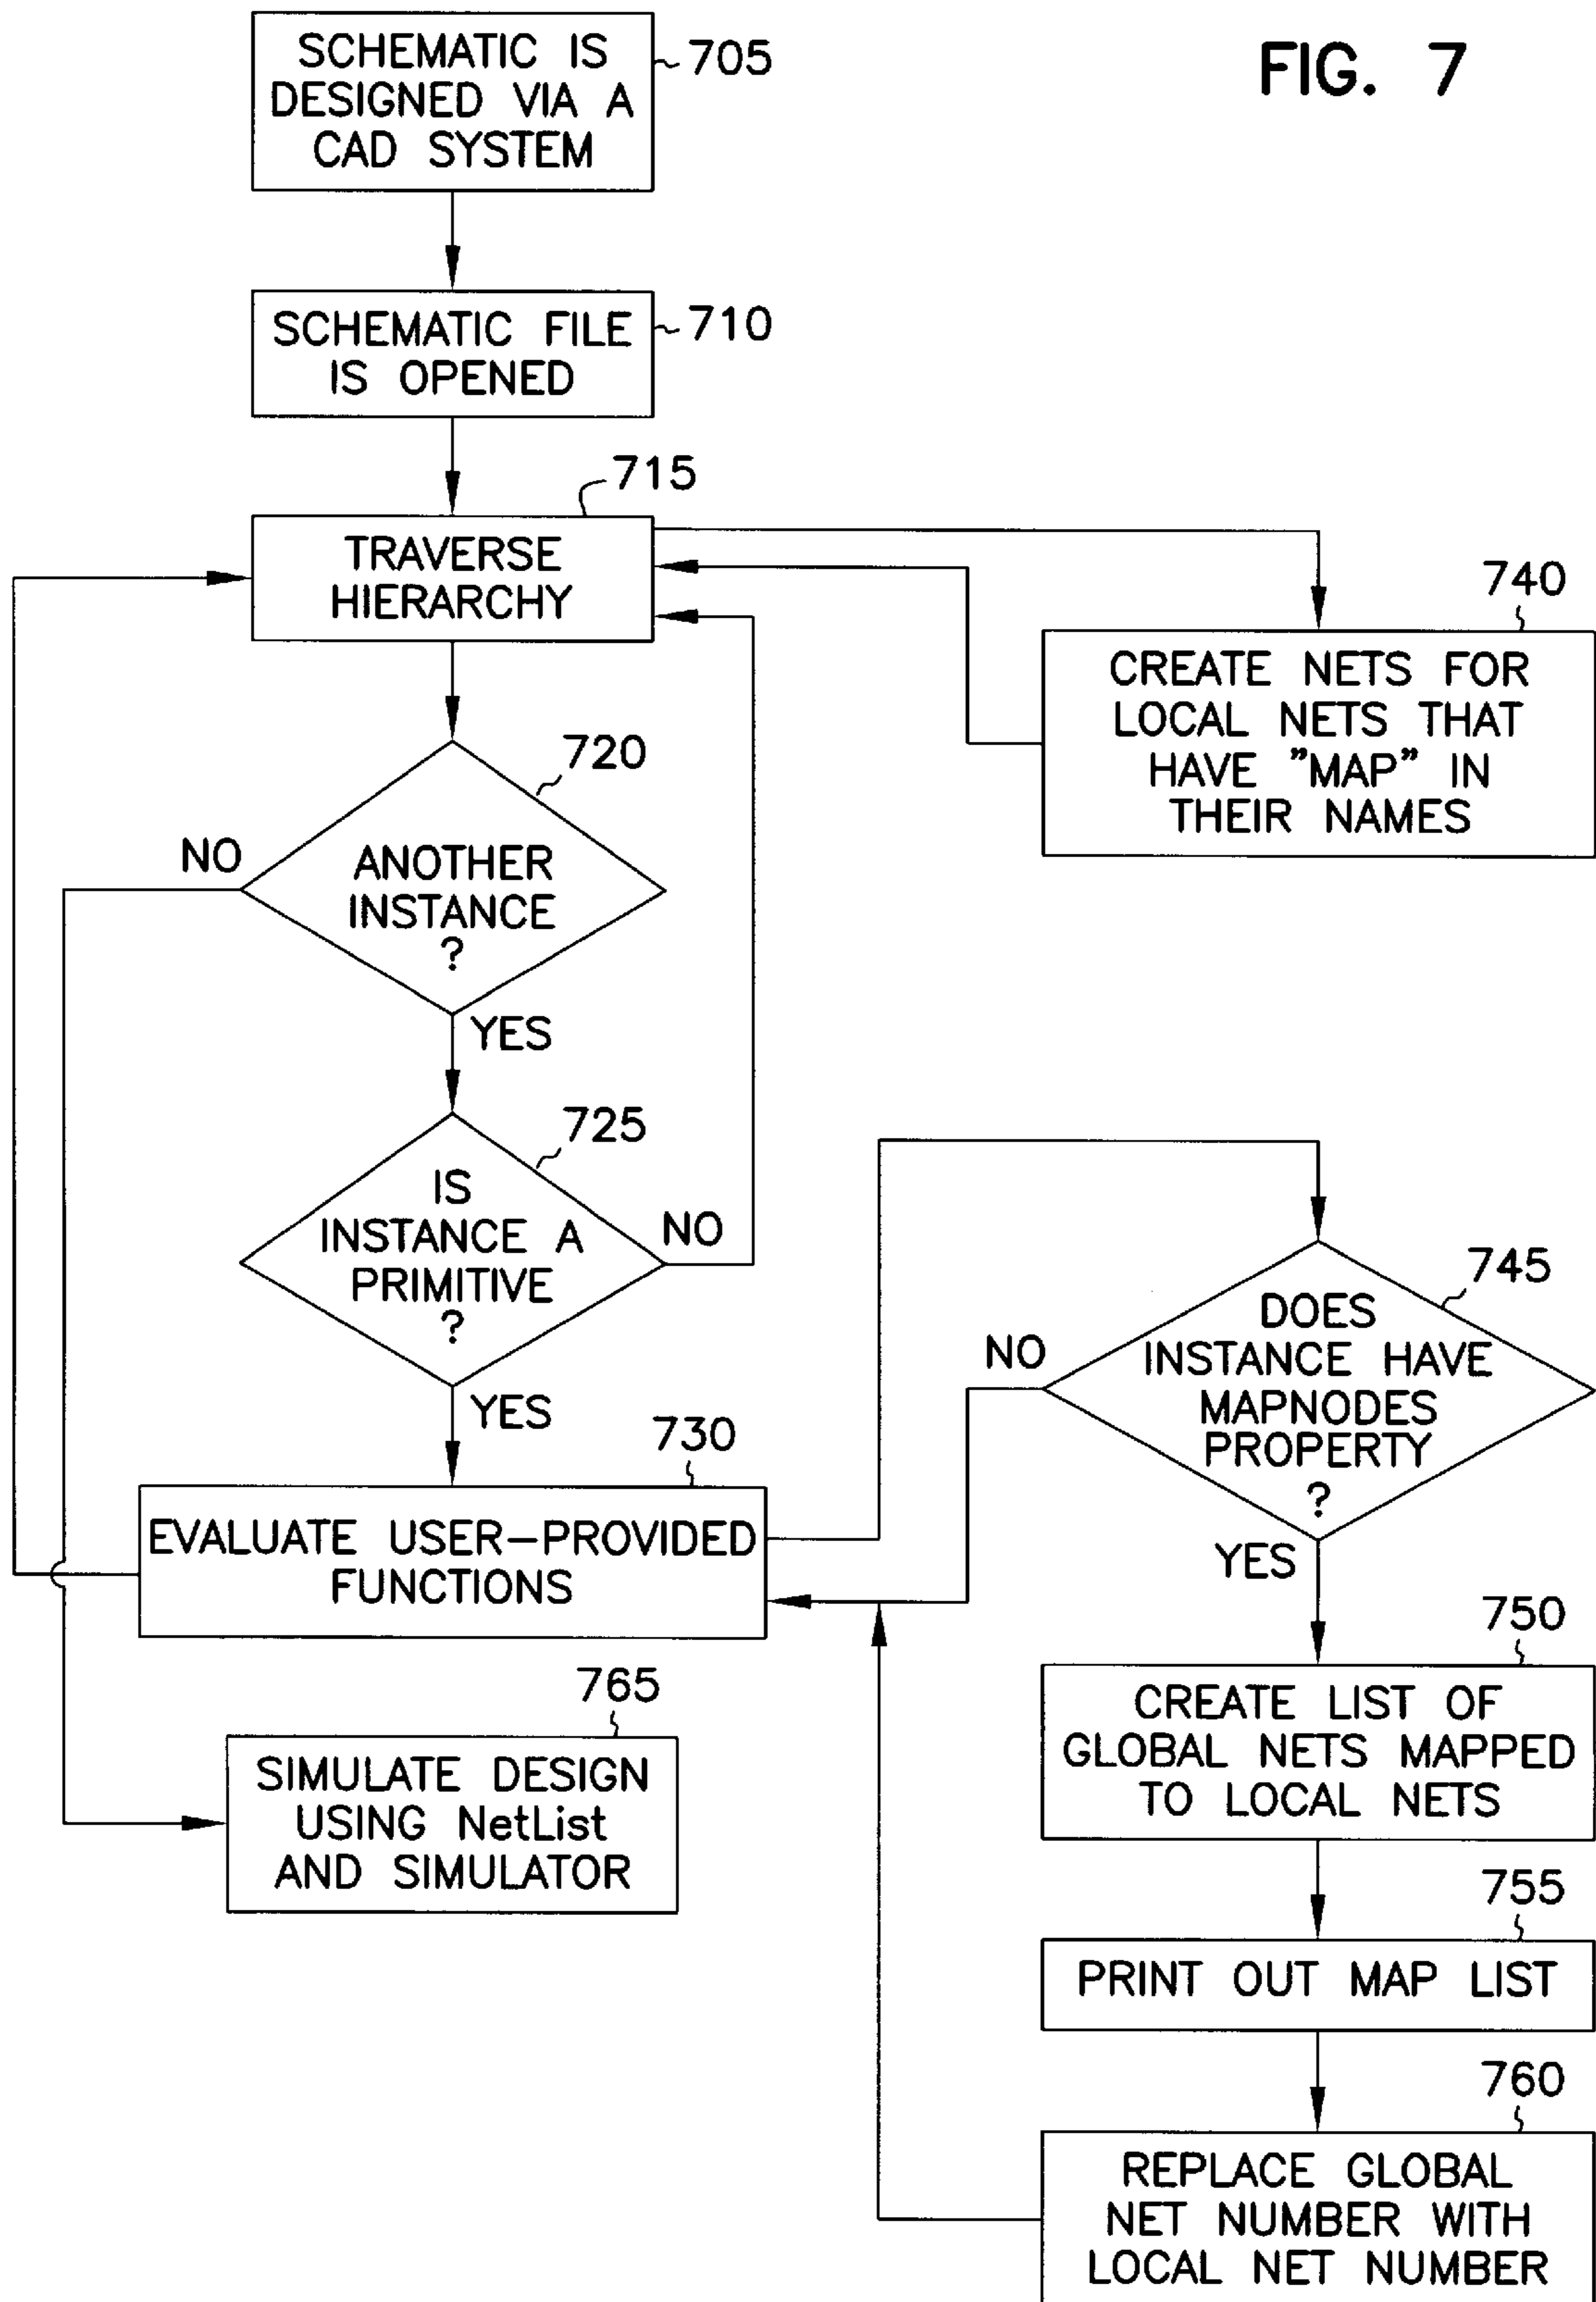 FIG. 7
SCHEMATIC IS
DESIGNED VIA A
CAD SYSTEM
705
SCHEMATIC FILE
IS OPENED
710
715
TRAVERSE
HIERARCHY
740
CREATE NETS FOR
LOCAL NETS THAT
HAVE "MAP" IN
THEIR NAMES
720
NO
ANOTHER
INSTANCE
?
YES
725
IS
INSTANCE A
PRIMITIVE
?
NO
YES
730
EVALUATE USER-PROVIDED
FUNCTIONS
745
DOES
INSTANCE HAVE
MAPNODES
PROPERTY
?
NO
YES
750
CREATE LIST OF
GLOBAL NETS MAPPED
TO LOCAL NETS
755
PRINT OUT MAP LIST
760
REPLACE GLOBAL
NET NUMBER WITH
LOCAL NET NUMBER
765
SIMULATE DESIGN
USING NetList
AND SIMULATOR